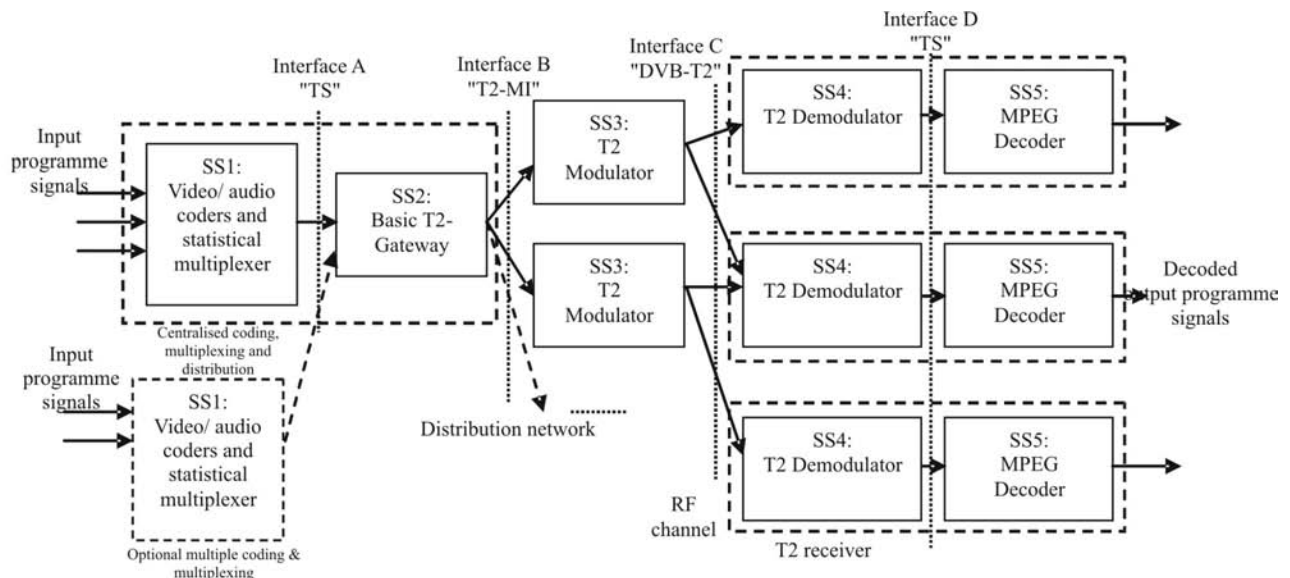 Interface A
"TS"
Interface B
"T2-MI"
Interface C
"DVB-T2"
Interface D
"TS"
Input
programme
signals
SS1:
Video/ audio
coders and
statistical
multiplexer
SS2:
Basic T2-
Gateway
Centralised coding,
multiplexing and
distribution
Input
programme
signals
SS1:
Video/ audio
coders and
statistical
multiplexer
Optional multiple coding &
multiplexing
SS3:
T2
Modulator
SS3:
T2
Modulator
Distribution network
RF
channel
SS4:
T2 Demodulator
SS5:
MPEG
Decoder
SS4:
T2 Demodulator
SS5:
MPEG
Decoder
Decoded
output programme
signals
SS4:
T2 Demodulator
SS5:
MPEG
Decoder
T2 receiver